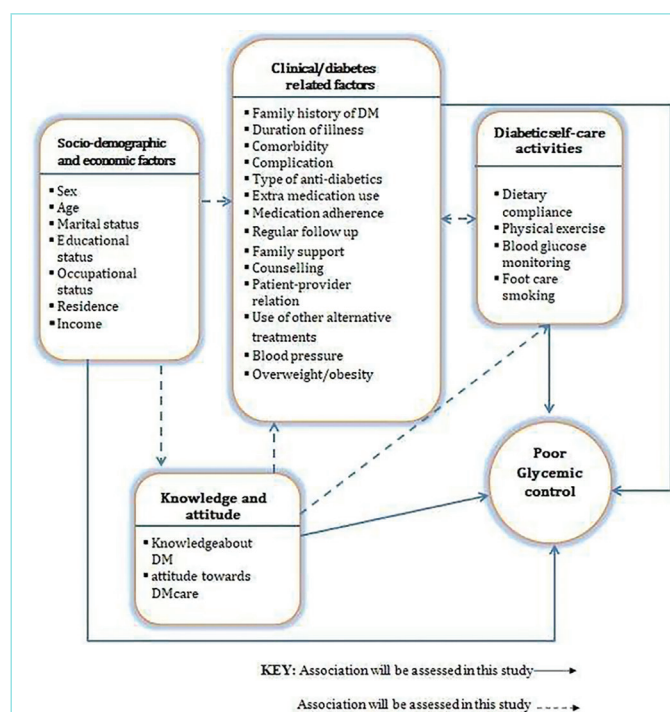 Clinical/diabetes
related factors
▪ Family history of DM
▪ Duration of illness
▪ Comorbidity
▪ Complication
▪ Type of anti-diabetics
▪ Extra medication use
▪ Medication adherence
▪ Regular follow up
▪ Family support
▪ Counselling
▪ Patient-provider
relation
▪ Use of other alternative
treatments
▪ Blood pressure
▪ Overweight/obesity
Socio-demographic
and economic factors
▪ Sex
▪ Age
▪ Marital status
▪ Educational
status
▪ Occupational
status
▪ Residence
▪ Income
Diabeticself-care
activities
▪ Dietary
compliance
▪ Physical exercise
▪ Blood glucose
monitoring
▪ Foot care
smoking
Knowledge and
attitude
▪ Knowledgeabout
DM
▪ attitude towards
DMcare
Poor
Glycemic
control
KEY: Association will be assessed in this study
Association will be assessed in this study